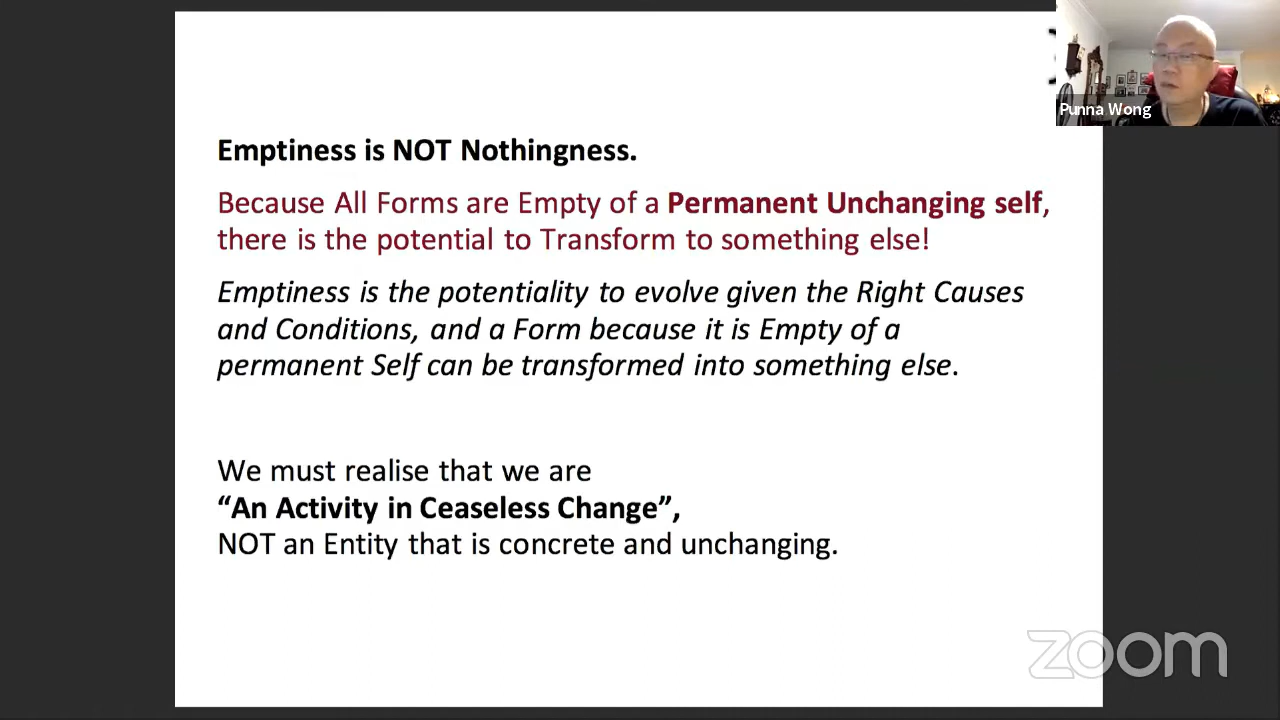 Punna Wong
Emptiness is NOT Nothingness.
Because All Forms are Empty of a Permanent Unchanging self,
there is the potential to Transform to something else!
Emptiness is the potentiality to evolve given the Right Causes
and Conditions, and a Form because it is Empty of a
permanent Self can be transformed into something else.
We must realise that we are
“An Activity in Ceaseless Change”,
NOT an Entity that is concrete and unchanging.
zoom